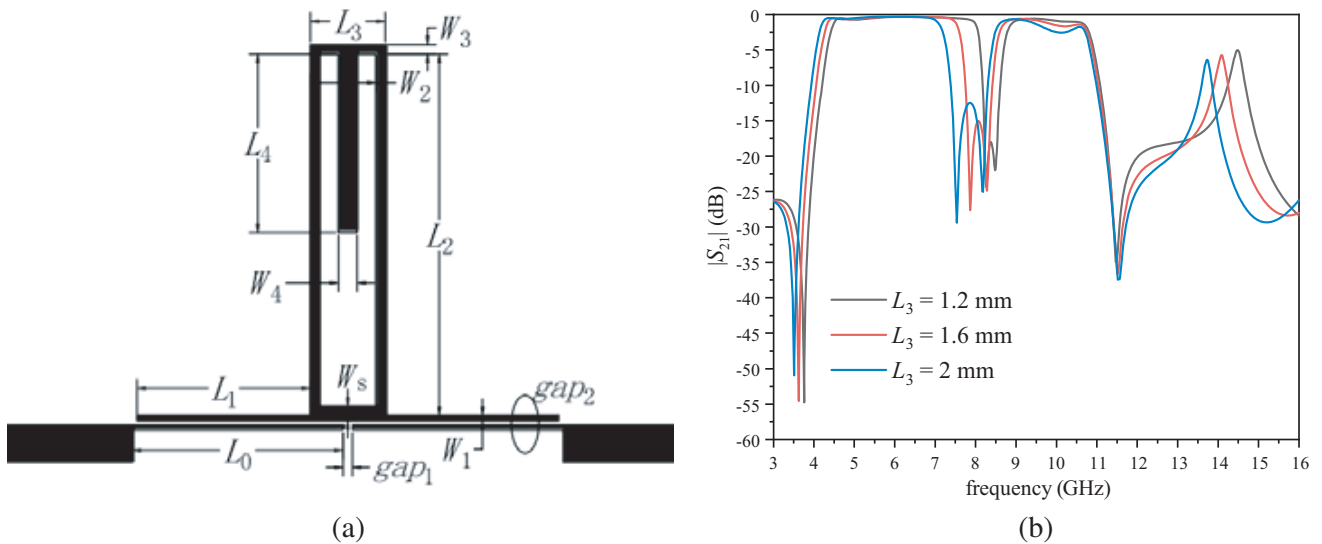 L₃
W₃
W₂
L₄
L₂
W₄
Wₛ
L₁
gap₂
L₀
W₁
gap₁
(a)
0
-5
-10
-15
-20
-25
-30
-35
-40
-45
-50
-55
-60
|S₂₁| (dB)
L₃ = 1.2 mm
L₃ = 1.6 mm
L₃ = 2 mm
3 4 5 6 7 8 9 10 11 12 13 14 15 16
frequency (GHz)
(b)